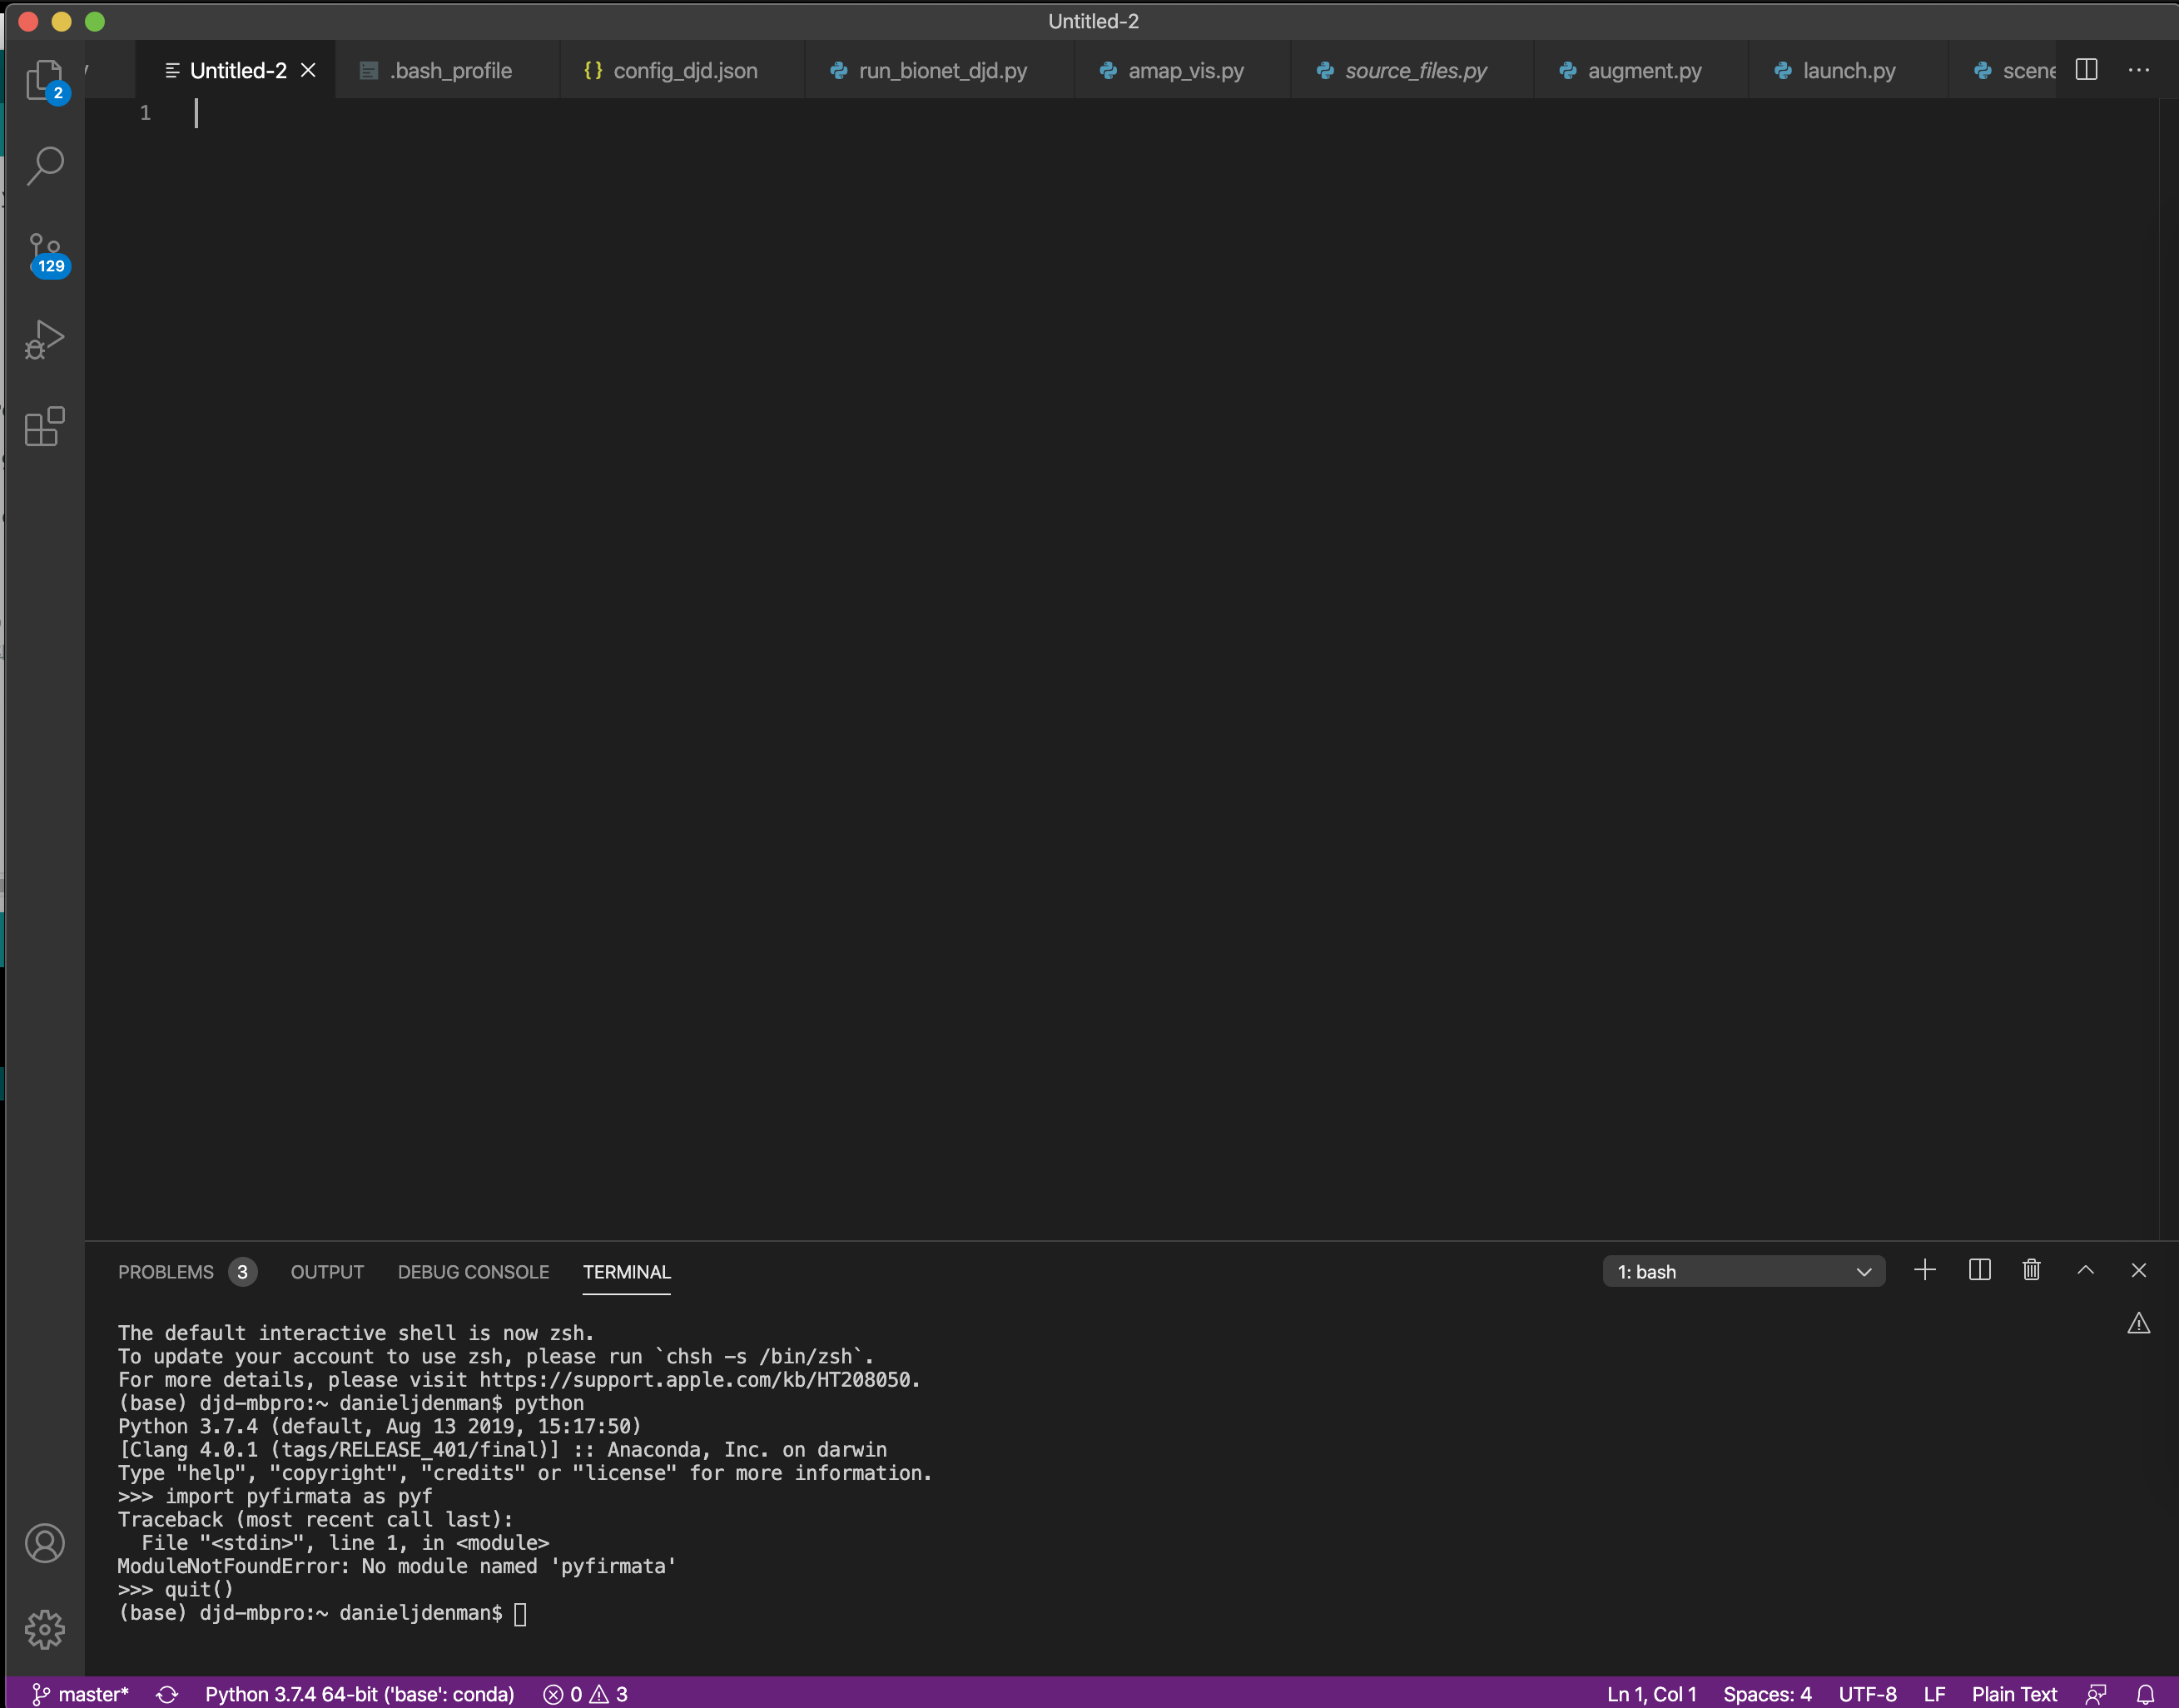 Untitled-2
Untitled-2
.bash_profile
{} config_djd.json
run_bionet_djd.py
amap_vis.py
source_files.py
augment.py
launch.py
scene
2
1
129
PROBLEMS 3 OUTPUT DEBUG CONSOLE TERMINAL
1: bash
The default interactive shell is now zsh.
To update your account to use zsh, please run `chsh -s /bin/zsh`.
For more details, please visit https://support.apple.com/kb/HT208050.
(base) djd-mbpro:~ danieljdenman$ python
Python 3.7.4 (default, Aug 13 2019, 15:17:50)
[Clang 4.0.1 (tags/RELEASE_401/final)] :: Anaconda, Inc. on darwin
Type "help", "copyright", "credits" or "license" for more information.
>>> import pyfirmata as pyf
Traceback (most recent call last):
  File "<stdin>", line 1, in <module>
ModuleNotFoundError: No module named 'pyfirmata'
>>> quit()
(base) djd-mbpro:~ danieljdenman$
master* Python 3.7.4 64-bit ('base': conda) 0 3 Ln 1, Col 1 Spaces: 4 UTF-8 LF Plain Text